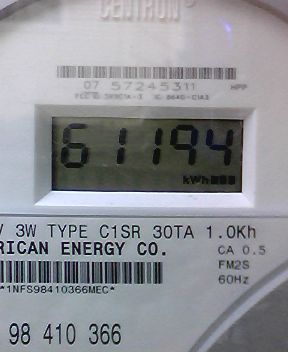 CENTRON
07 57245311 HPP
61194
kWh
V 3W TYPE C1SR 30TA 1.0Kh
RICAN ENERGY CO. CA 0.5
FM2S
*1NFS98410366MEC* 60Hz
98 410 366